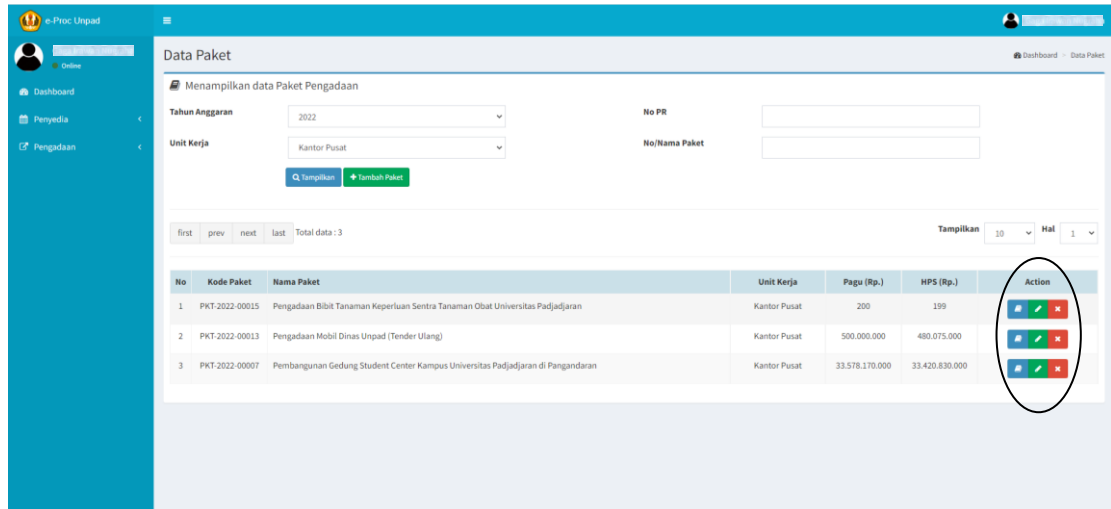 e-Proc Unpad
Online
Dashboard
Penyedia
Pengadaan
Data Paket
Dashboard > Data Paket
Menampilkan data Paket Pengadaan
Tahun Anggaran 2022 No PR
Unit Kerja Kantor Pusat No/Nama Paket
Tampilkan + Tambah Paket
first prev next last Total data : 3 Tampilkan 10 Hal 1
No Kode Paket Nama Paket Unit Kerja Pagu (Rp.) HPS (Rp.) Action
1 PKT-2022-00015 Pengadaan Bibit Tanaman Keperluan Sentra Tanaman Obat Universitas Padjadjaran Kantor Pusat 200 199
2 PKT-2022-00013 Pengadaan Mobil Dinas Unpad (Tender Ulang) Kantor Pusat 500.000.000 480.075.000
3 PKT-2022-00007 Pembangunan Gedung Student Center Kampus Universitas Padjadjaran di Pangandaran Kantor Pusat 33.578.170.000 33.420.830.000